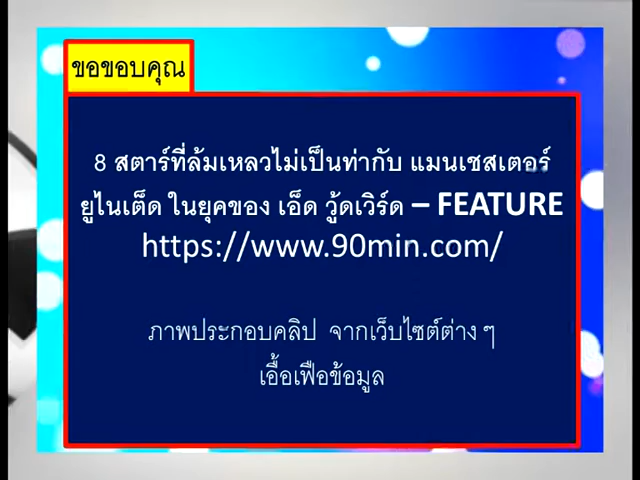 ขอขอบคุณ
8 สตาร์ที่ล้มเหลวไม่เป็นท่ากับ แมนเชสเตอร์
ยูไนเต็ด ในยุคของ เอ็ด วู้ดเวิร์ด – FEATURE
https://www.90min.com/
ภาพประกอบคลิป จากเว็บไซต์ต่าง ๆ
เอื้อเฟือข้อมูล